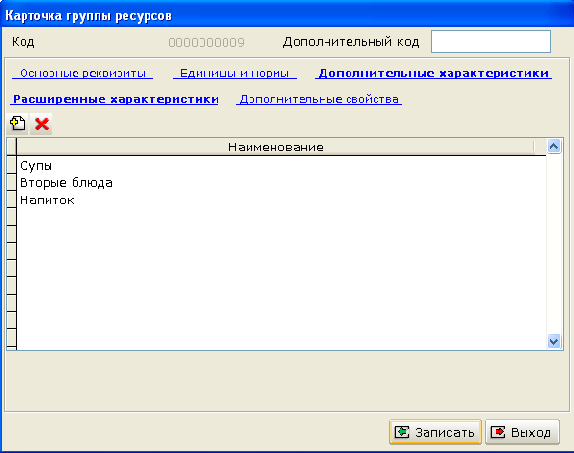 Карточка группы ресурсов
Код 0000000009 Дополнительный код
Основные реквизиты Единицы и нормы Дополнительные характеристики
Расширенные характеристики Дополнительные свойства
Наименование
Супы
Вторые блюда
Напиток
Записать Выход